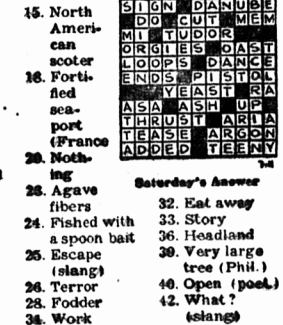 15. North
Ameri-
can
scoter
16. Forti-
fied
sea-
port
(France
20. Noth-
ing
23. Agave
fibers
24. Fished with
a spoon bait
25. Escape
(slang)
26. Terror
28. Fodder
34. Work
SIGN DANUBE
DO CUT MEM
MI TUDOR
ORGIES OAST
LOOPS DANCE
ENDS PISTOL
YEAST RA
ASA ASH UP
THRUST ARIA
TEASE ARGON
ADDED TEENY
Saturday's Answer
32. Eat away
33. Story
36. Headland
39. Very large
tree (Phil.)
40. Open (poet.)
42. What?
(slang)